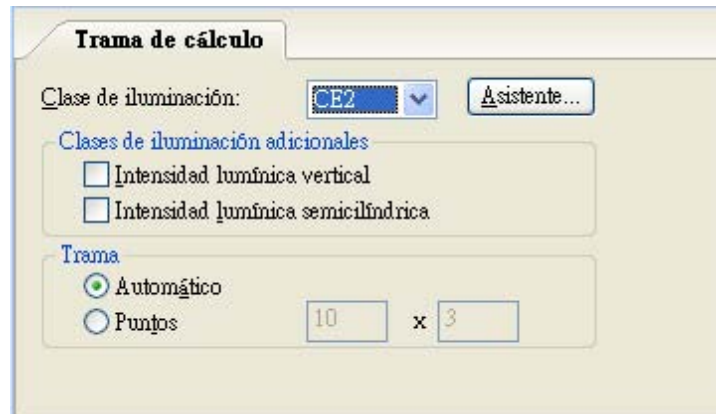 Trama de cálculo
Clase de iluminación: CE2 Asistente...
Clases de iluminación adicionales
Intensidad lumínica vertical
Intensidad lumínica semicilíndrica
Trama
Automático
Puntos 10 x 3